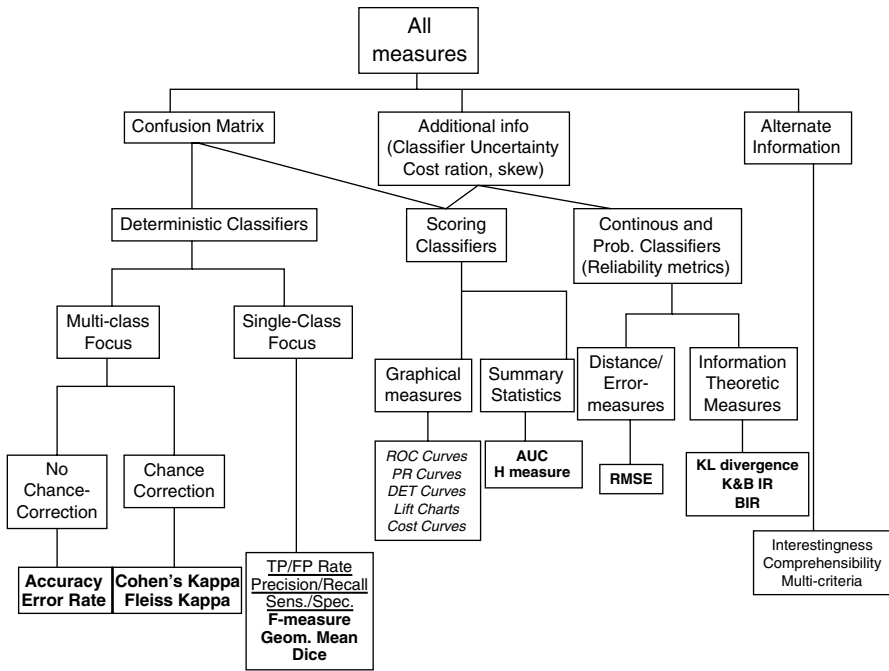 All
measures
Confusion Matrix
Additional info
(Classifier Uncertainty
Cost ration, skew)
Alternate
Information
Deterministic Classifiers
Scoring
Classifiers
Continous and
Prob. Classifiers
(Reliability metrics)
Multi-class
Focus
Single-Class
Focus
Graphical
measures
Summary
Statistics
Distance/
Error-
measures
Information
Theoretic
Measures
No
Chance-
Correction
Chance
Correction
ROC Curves
PR Curves
DET Curves
Lift Charts
Cost Curves
AUC
H measure
RMSE
KL divergence
K&B IR
BIR
Interestingness
Comprehensibility
Multi-criteria
Accuracy
Error Rate
Cohen's Kappa
Fleiss Kappa
TP/FP Rate
Precision/Recall
Sens./Spec.
F-measure
Geom. Mean
Dice